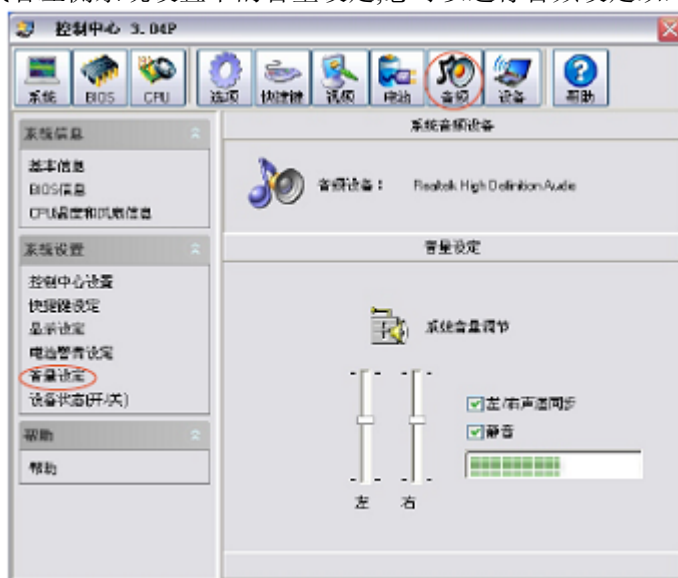 控制中心 3.04P
系统 BIOS CPU 选项 快捷键 视频 电池 音频 设备 帮助
系统信息
基本信息
BIOS信息
CPU温度和风扇信息
系统设置
控制中心设置
快捷键设定
显示设定
电池警告设定
音量设定
设备状态(开/关)
帮助
帮助
系统音频设备
音频设备： Realtek High Definition Audio
音量设定
系统音量调节
左/右声道同步
静音
左 右